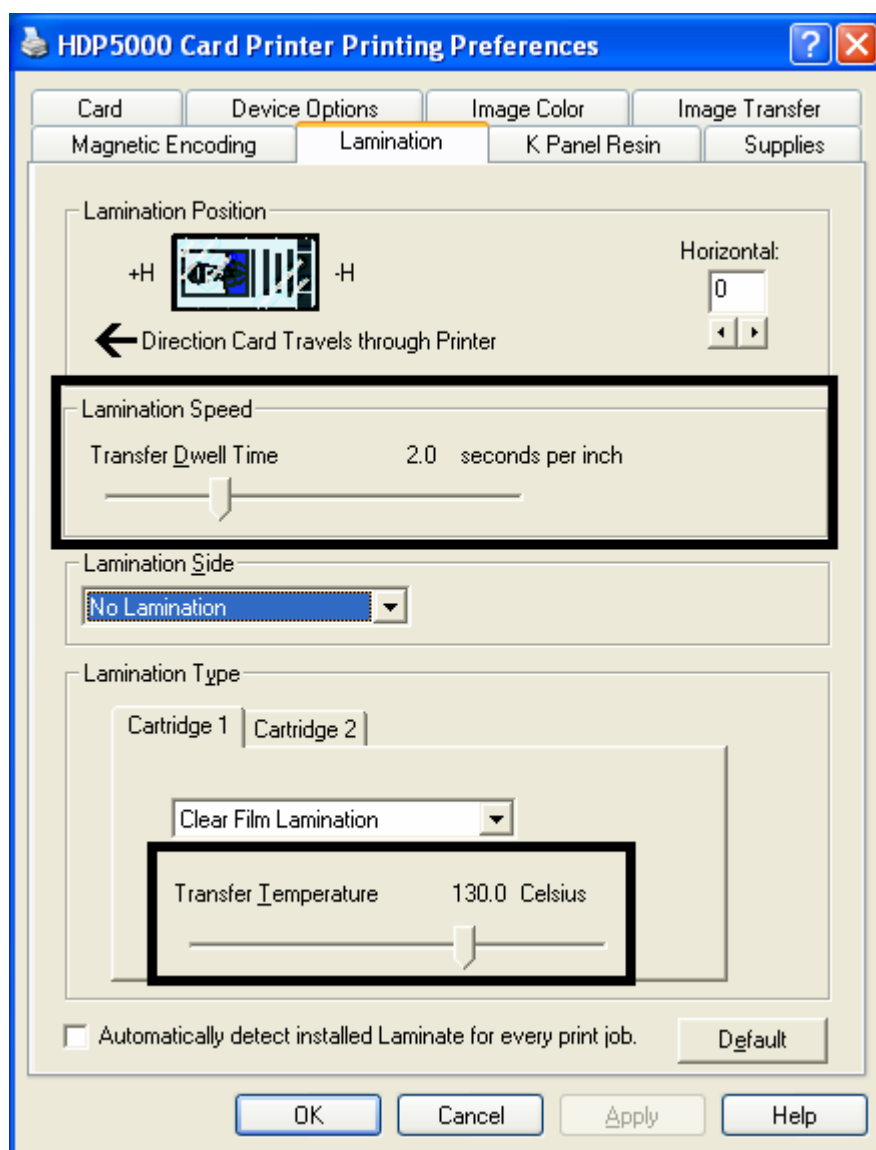 HDP5000 Card Printer Printing Preferences
Card Device Options Image Color Image Transfer
Magnetic Encoding Lamination K Panel Resin Supplies
Lamination Position
+H -H
Horizontal:
0
Direction Card Travels through Printer
Lamination Speed
Transfer Dwell Time 2.0 seconds per inch
Lamination Side
No Lamination
Lamination Type
Cartridge 1 Cartridge 2
Clear Film Lamination
Transfer Temperature 130.0 Celsius
Automatically detect installed Laminate for every print job.
Default
OK Cancel Apply Help